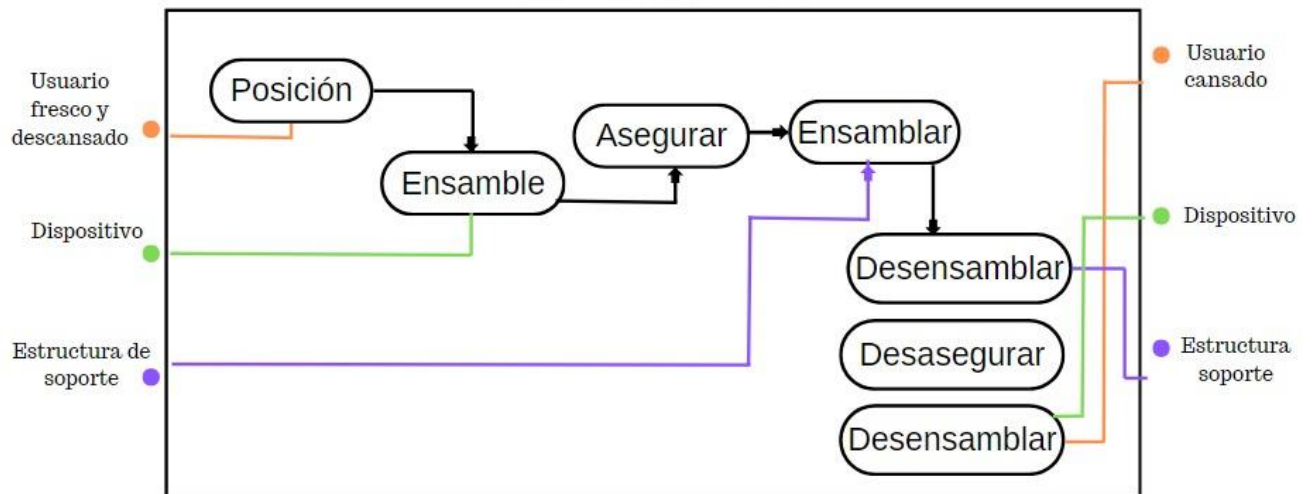 Usuario
fresco y
descansado
Dispositivo
Estructura de
soporte
Posición
Ensamble
Asegurar
Ensamblar
Desensamblar
Desasegurar
Desensamblar
Usuario
cansado
Dispositivo
Estructura
soporte